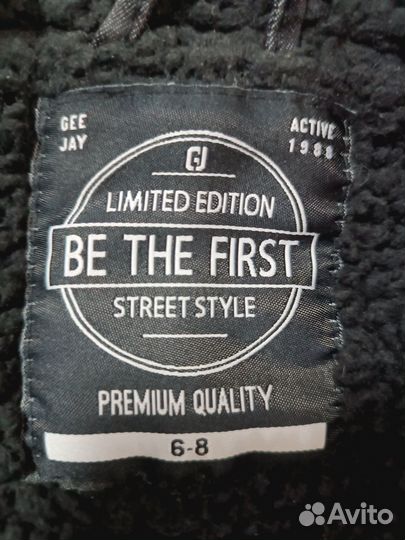 GEE
JAY
ACTIVE
1988
GJ
LIMITED EDITION
BE THE FIRST
STREET STYLE
PREMIUM QUALITY
6-8
Avito